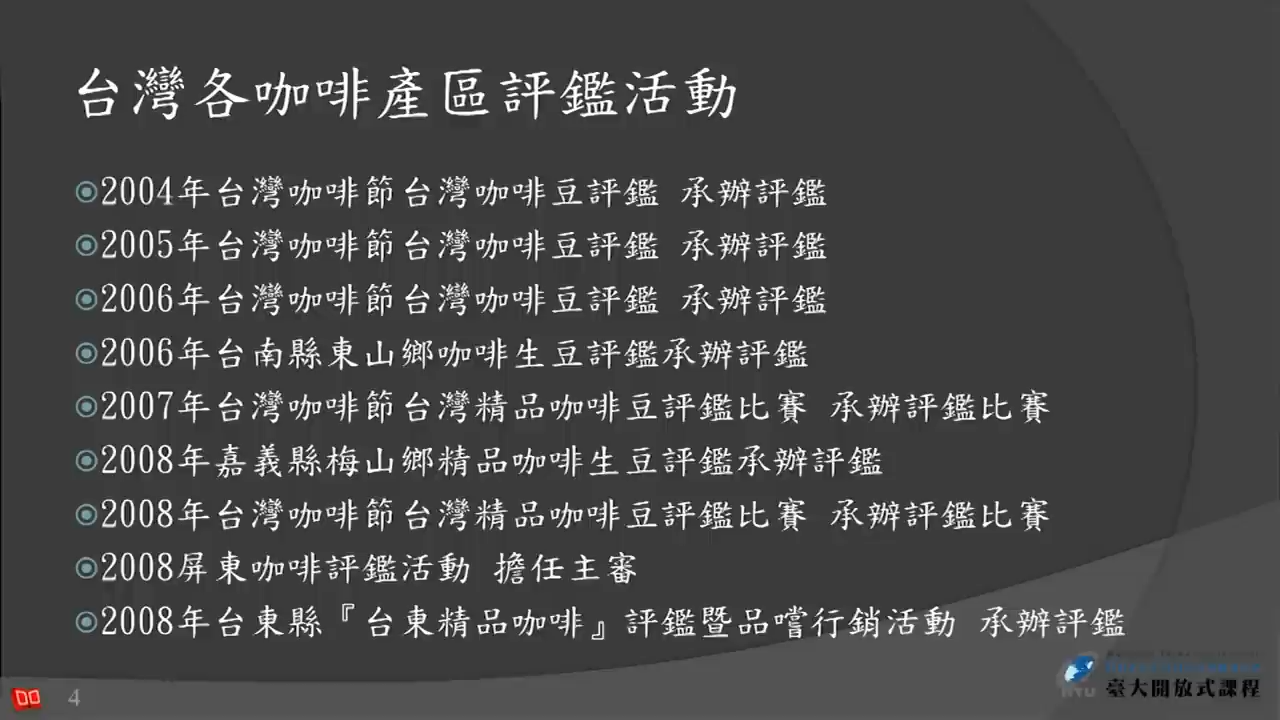 台灣各咖啡產區評鑑活動
2004年台灣咖啡節台灣咖啡豆評鑑 承辦評鑑
2005年台灣咖啡節台灣咖啡豆評鑑 承辦評鑑
2006年台灣咖啡節台灣咖啡豆評鑑 承辦評鑑
2006年台南縣東山鄉咖啡生豆評鑑承辦評鑑
2007年台灣咖啡節台灣精品咖啡豆評鑑比賽 承辦評鑑比賽
2008年嘉義縣梅山鄉精品咖啡生豆評鑑承辦評鑑
2008年台灣咖啡節台灣精品咖啡豆評鑑比賽 承辦評鑑比賽
2008屏東咖啡評鑑活動 擔任主審
2008年台東縣『台東精品咖啡』評鑑暨品嚐行銷活動 承辦評鑑
4
NTU
臺大開放式課程